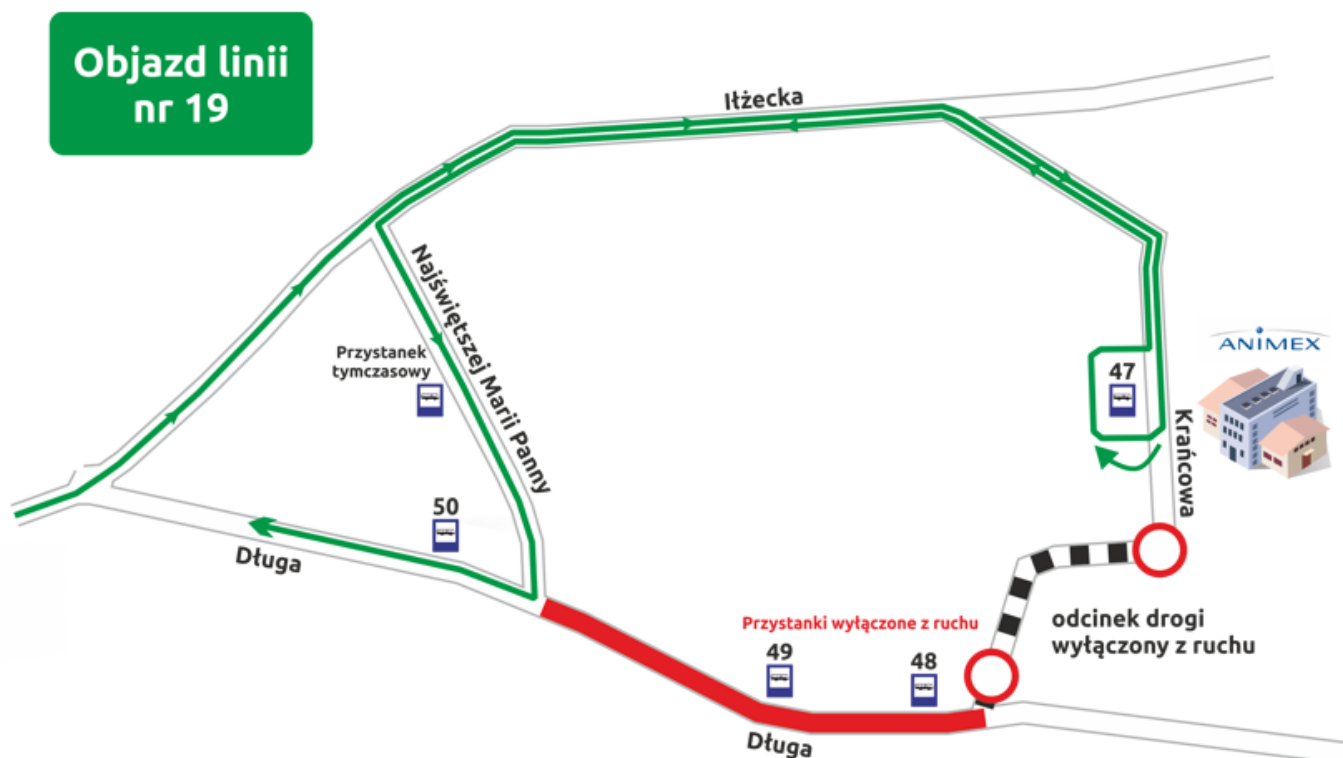 Objazd linii
nr 19
Iłżecka
Najświętszej Marii Panny
Przystanek
tymczasowy
ANIMEX
47
Krańcowa
50
Długa
Przystanki wyłączone z ruchu
odcinek drogi
wyłączony z ruchu
49
48
Długa